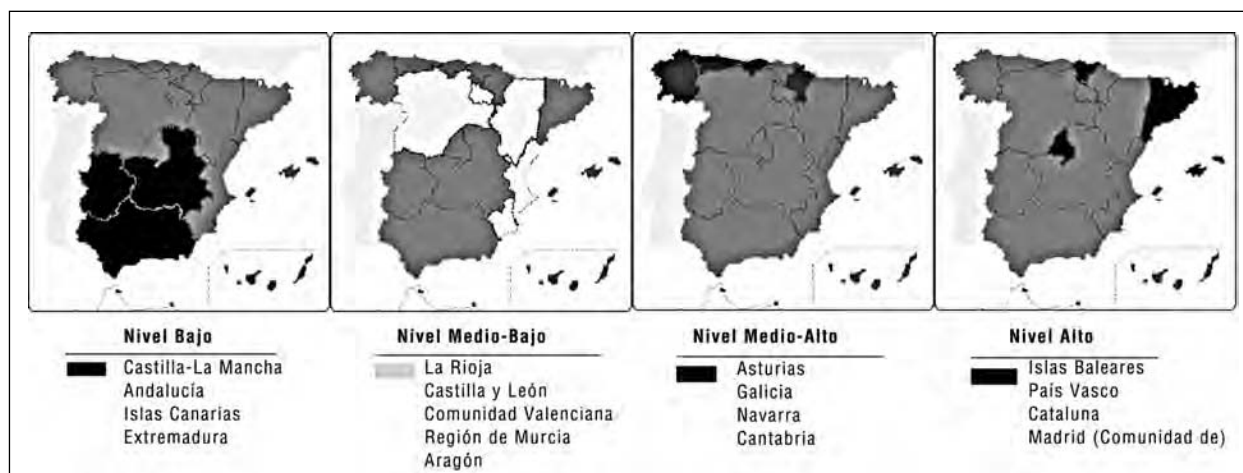 Nivel Bajo
Castilla-La Mancha
Andalucía
Islas Canarias
Extremadura
Nivel Medio-Bajo
La Rioja
Castilla y León
Comunidad Valenciana
Región de Murcia
Aragón
Nivel Medio-Alto
Asturias
Galicia
Navarra
Cantabria
Nivel Alto
Islas Baleares
País Vasco
Cataluna
Madrid (Comunidad de)